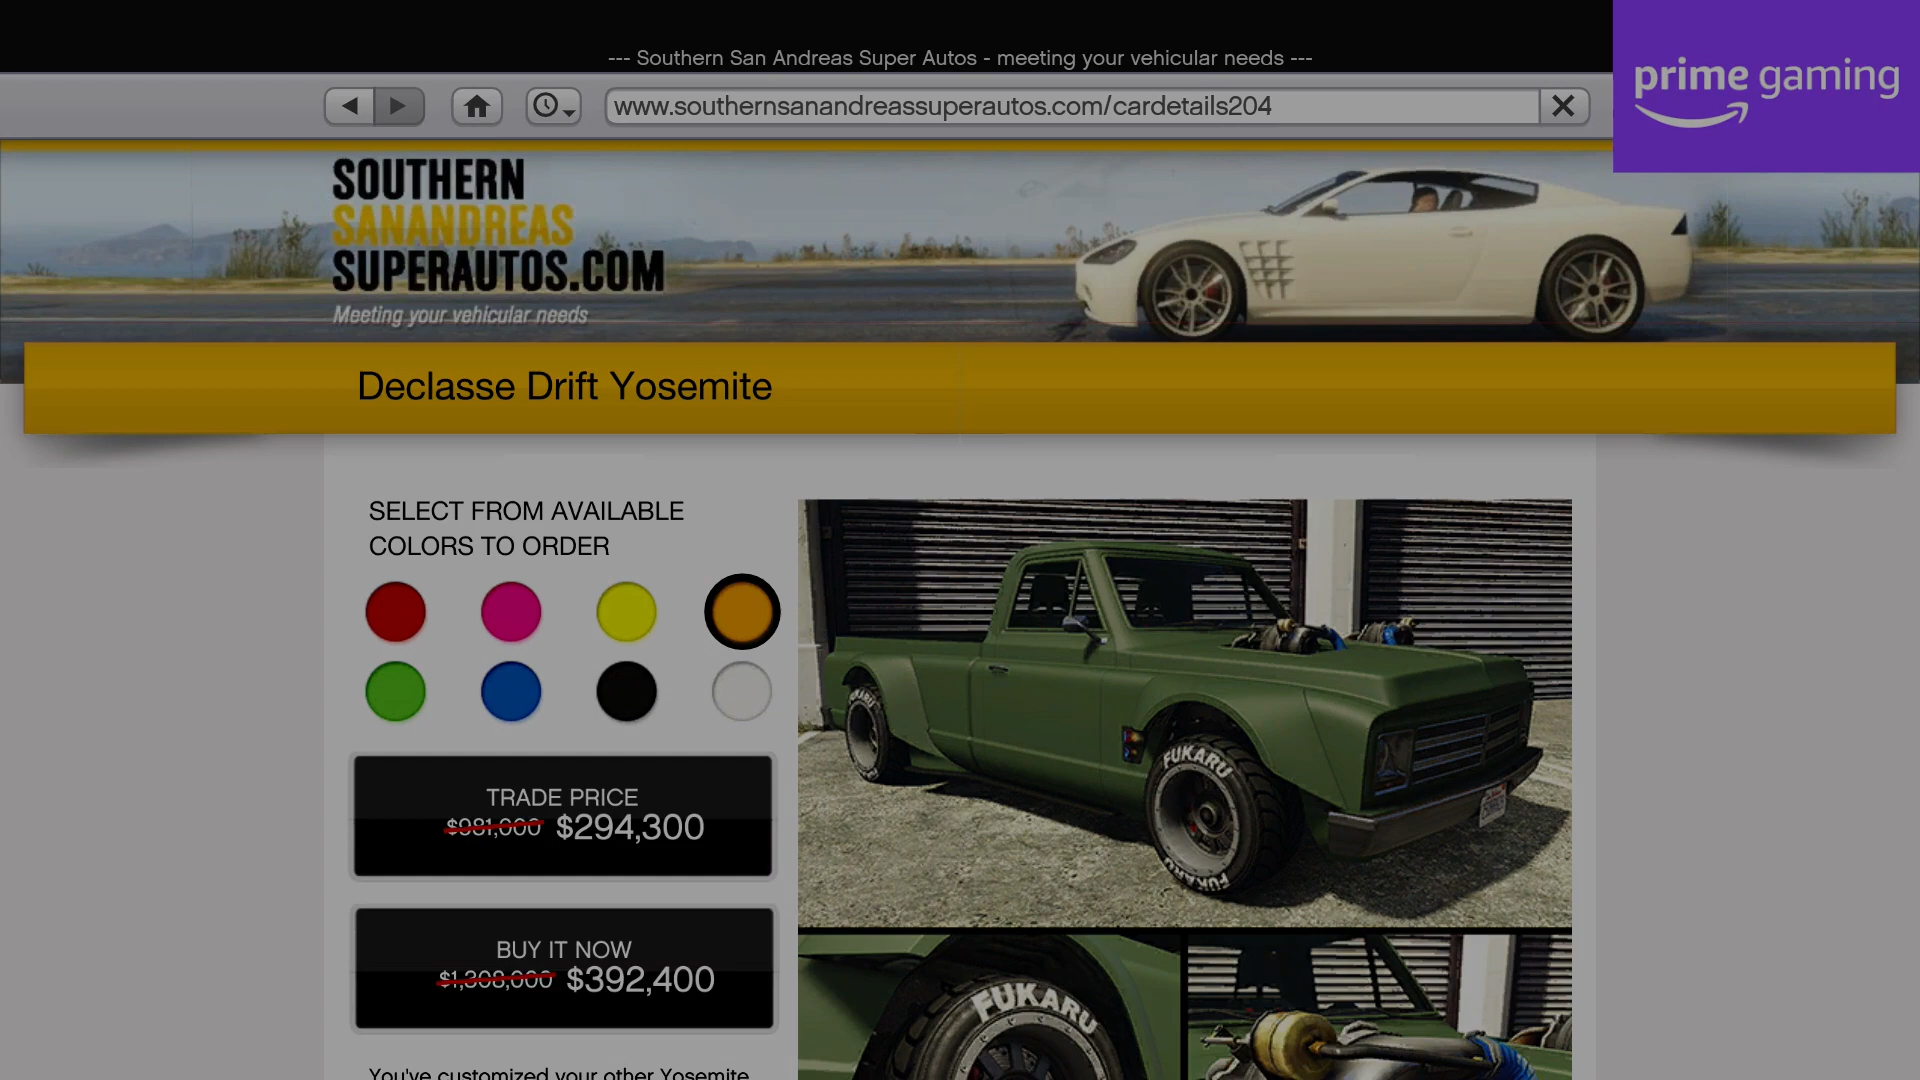 --- Southern San Andreas Super Autos - meeting your vehicular needs ---
prime gaming
www.southernsanandreassuperautos.com/cardetails204
SOUTHERN
SANANDREAS
SUPERAUTOS.COM
Meeting your vehicular needs
Declasse Drift Yosemite
SELECT FROM AVAILABLE
COLORS TO ORDER
TRADE PRICE
$981,000 $294,300
BUY IT NOW
$1,308,000 $392,400
You've customized your other Yosemite
FUKARU
FUKARU
FUKARU
FUKARU